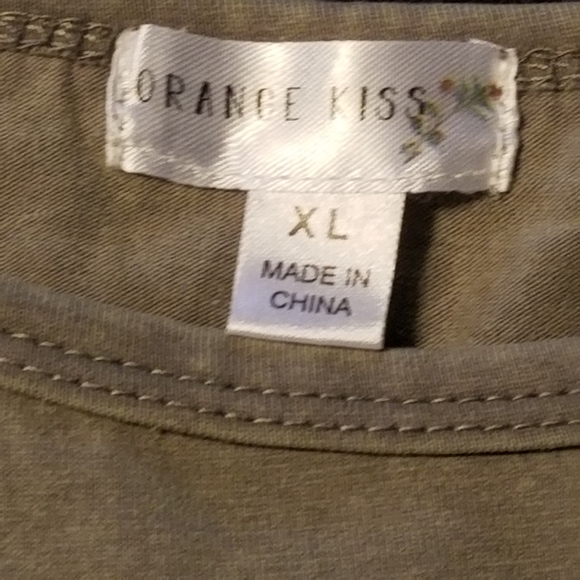 ORANGE KISS
XL
MADE IN
CHINA